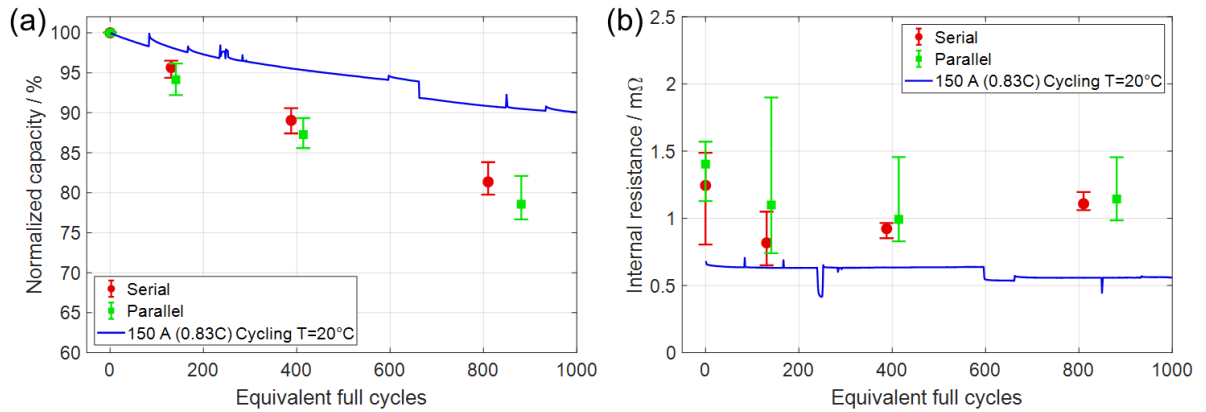 (a)
Normalized capacity / %
100
95
90
85
80
75
70
65
60
Serial
Parallel
150 A (0.83C) Cycling T=20°C
0
200
400
600
800
1000
Equivalent full cycles
(b)
Internal resistance / mΩ
2.5
2
1.5
1
0.5
0
Serial
Parallel
150 A (0.83C) Cycling T=20°C
0
200
400
600
800
1000
Equivalent full cycles